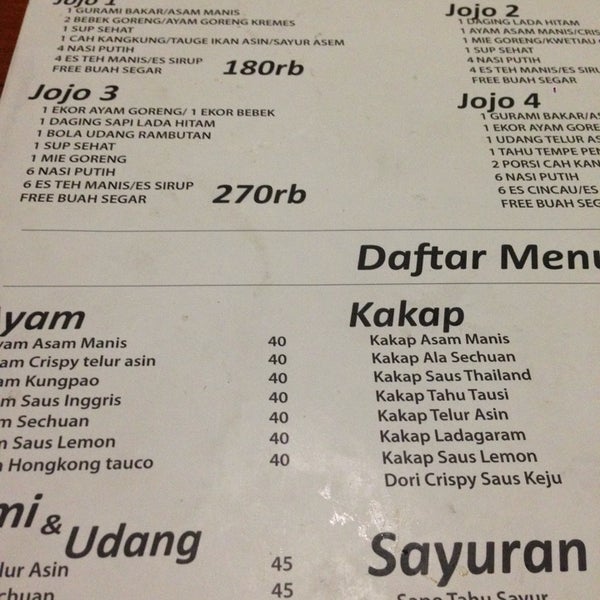 Jojo 1
1 GURAMI BAKAR/ASAM MANIS
2 BEBEK GORENG/AYAM GORENG KREMES
1 SUP SEHAT
1 CAH KANGKUNG/TAUGE IKAN ASIN/SAYUR ASEM
4 NASI PUTIH
4 ES TEH MANIS/ES SIRUP
FREE BUAH SEGAR
180rb
Jojo 2
1 DAGING LADA HITAM
1 AYAM ASAM MANIS/CRIS
1 MIE GORENG/KWETIAU G
1 SUP SEHAT
4 NASI PUTIH
4 ES TEH MANIS/ES SIRUP
FREE BUAH SEGAR
Jojo 3
1 EKOR AYAM GORENG/ 1 EKOR BEBEK
1 DAGING SAPI LADA HITAM
1 BOLA UDANG RAMBUTAN
1 SUP SEHAT
1 MIE GORENG
6 NASI PUTIH
6 ES TEH MANIS/ES SIRUP
FREE BUAH SEGAR
270rb
Jojo 4
1 GURAMI BAKAR/AS
1 EKOR AYAM GORE
1 UDANG TELUR AS
1 TAHU TEMPE PEN
2 PORSI CAH KAN
6 NASI PUTIH
6 ES CINCAU/ES
FREE BUAH SEGAR
Daftar Menu
Ayam
yam Asam Manis 40
am Crispy telur asin 40
am Kungpao 40
am Saus Inggris 40
m Sechuan 40
m Saus Lemon 40
Hongkong tauco 40
Kakap
Kakap Asam Manis
Kakap Ala Sechuan
Kakap Saus Thailand
Kakap Tahu Tausi
Kakap Telur Asin
Kakap Ladagaram
Kakap Saus Lemon
Dori Crispy Saus Keju
mi & Udang
elur Asin 45
chuan 45
Sayuran
Sapo Tahu Sayur